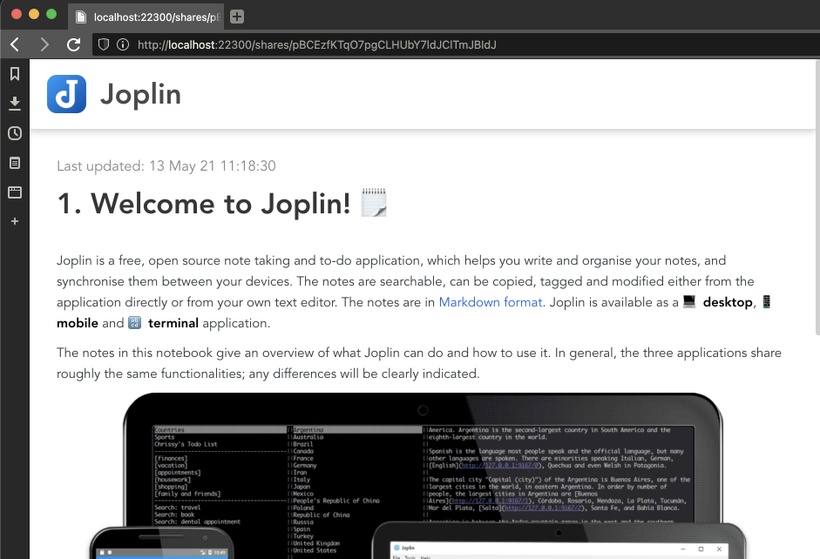 localhost:22300/shares/pB
http://localhost:22300/shares/pBCEzfKTqO7pgCLHUbY7IdJClTmJBldJ
Joplin
Last updated: 13 May 21 11:18:30
1. Welcome to Joplin!
Joplin is a free, open source note taking and to-do application, which helps you write and organise your notes, and
synchronise them between your devices. The notes are searchable, can be copied, tagged and modified either from the
application directly or from your own text editor. The notes are in Markdown format. Joplin is available as a desktop,
mobile and terminal application.
The notes in this notebook give an overview of what Joplin can do and how to use it. In general, the three applications share
roughly the same functionalities; any differences will be clearly indicated.
Countries
Sports
Chrissy's Todo List
[finances]
[vacation]
[appointments]
[housework]
[shopping]
[family and friends]
Search: travel
Search: book
Search: dental appointment
Argentina
Australia
Brazil
Canada
France
Germany
Iran
Italy
Japan
Mexico
People's Republic of China
Poland
Republic of China
Russia
Spain
Turkey
United Kingdom
United States
America. Argentina is the second-largest country in South America and the
eighth-largest country in the world.
Spanish is the language most people speak and the official language, but many
other languages are spoken. There are minorities speaking Italian, German,
[English](http://127.0.0.1:9167/0), Quechua and even Welsh in Patagonia.
The capital city "Capital (city)") of the Argentina is Buenos Aires, one of the
largest cities in the world, in eastern Argentina. In order by number of
people, the largest cities in Argentina are [Buenos
Aires](http://127.0.0.1:9167/1), Córdoba, Rosario, Mendoza, La Plata, Tucumán,
Mar del Plata, [Salta](http://127.0.0.1:9167/2), Santa Fe, and Bahía Blanca.
Joplin
File Tools Help